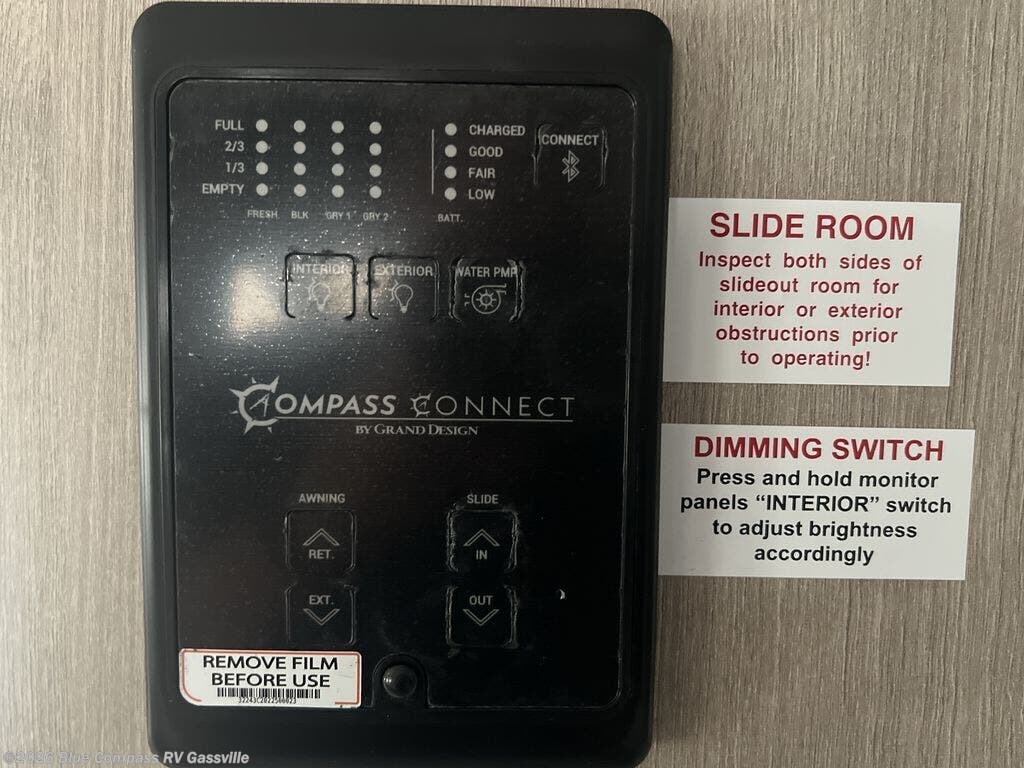 FULL
2/3
1/3
EMPTY
FRESH BLK GRY 1 GRY 2
CHARGED
GOOD
FAIR
LOW
BATT.
CONNECT
INTERIOR EXTERIOR WATER PMP
COMPASS CONNECT
BY GRAND DESIGN
AWNING
RET.
EXT.
SLIDE
IN
OUT
REMOVE FILM
BEFORE USE
SLIDE ROOM
Inspect both sides of
slideout room for
interior or exterior
obstructions prior
to operating!
DIMMING SWITCH
Press and hold monitor
panels “INTERIOR” switch
to adjust brightness
accordingly
©2026 Blue Compass RV Gassville